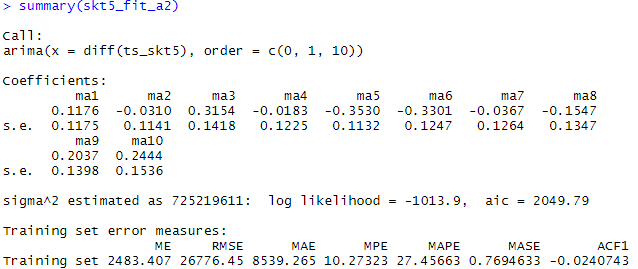 > summary(skt5_fit_a2)
Call:
arima(x = diff(ts_skt5), order = c(0, 1, 10))
Coefficients:
ma1 ma2 ma3 ma4 ma5 ma6 ma7 ma8
0.1176 -0.0310 0.3154 -0.0183 -0.3530 -0.3301 -0.0367 -0.1547
s.e. 0.1175 0.1141 0.1418 0.1225 0.1132 0.1247 0.1264 0.1347
ma9 ma10
0.2037 0.2444
s.e. 0.1398 0.1536
sigma^2 estimated as 725219611: log likelihood = -1013.9, aic = 2049.79
Training set error measures:
ME RMSE MAE MPE MAPE MASE ACF1
Training set 2483.407 26776.45 8539.265 10.27323 27.45663 0.7694633 -0.0240743